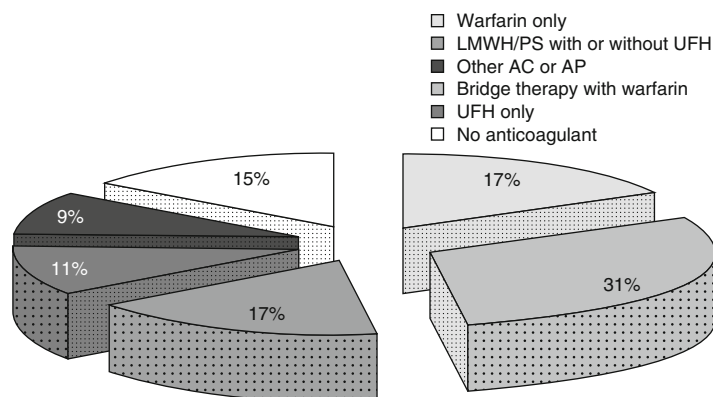 Warfarin only
LMWH/PS with or without UFH
Other AC or AP
Bridge therapy with warfarin
UFH only
No anticoagulant
15%
17%
9%
11%
31%
17%